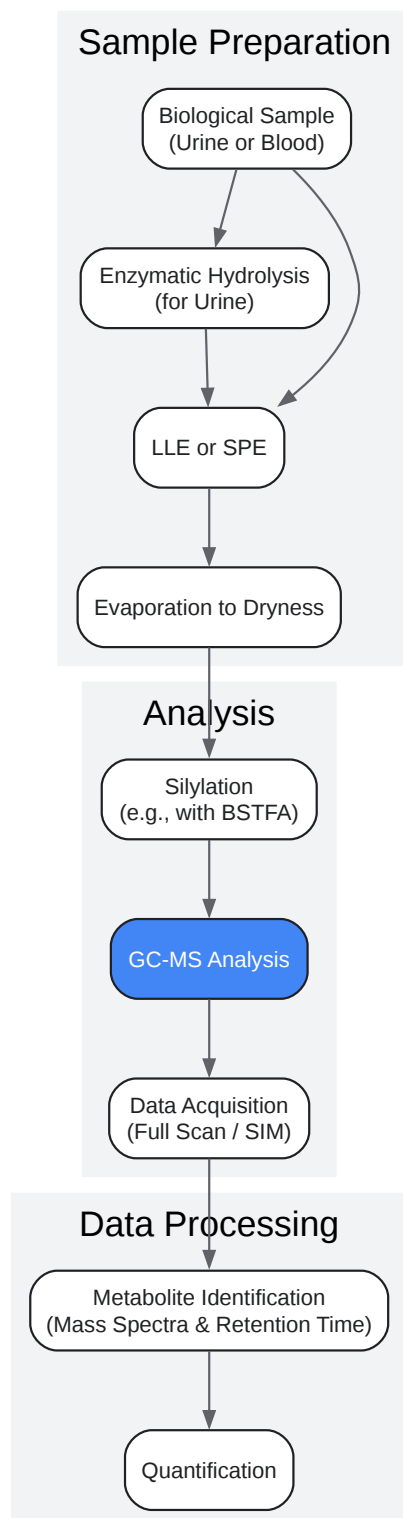 Sample Preparation
Biological Sample
(Urine or Blood)
Enzymatic Hydrolysis
(for Urine)
LLE or SPE
Evaporation to Dryness
Analysis
Silylation
(e.g., with BSTFA)
GC-MS Analysis
Data Acquisition
(Full Scan / SIM)
Data Processing
Metabolite Identification
(Mass Spectra & Retention Time)
Quantification